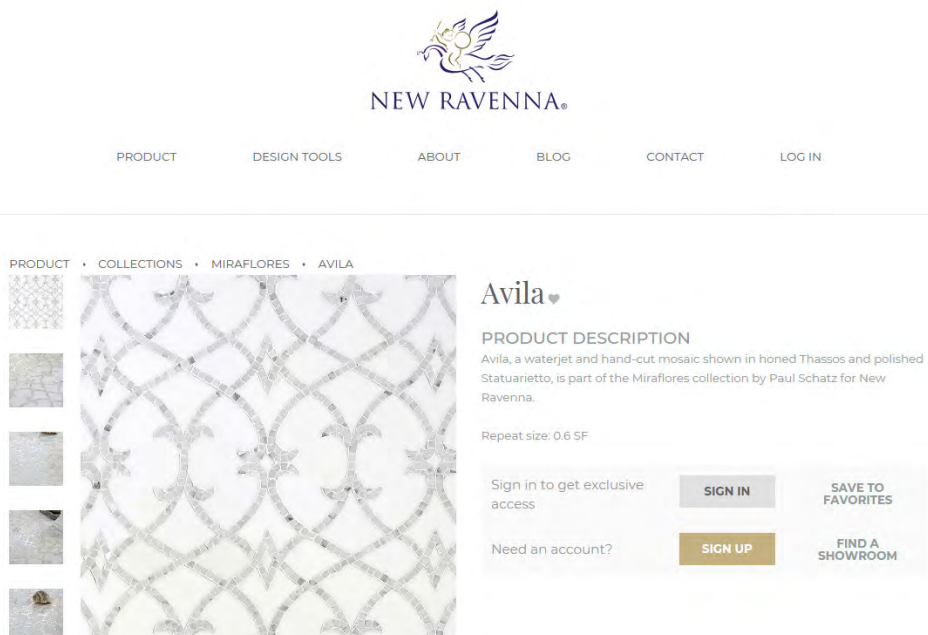 NEW RAVENNA®
PRODUCT DESIGN TOOLS ABOUT BLOG CONTACT LOG IN
PRODUCT • COLLECTIONS • MIRAFLORES • AVILA
Avila
PRODUCT DESCRIPTION
Avila, a waterjet and hand-cut mosaic shown in honed Thassos and polished
Statuarietto, is part of the Miraflores collection by Paul Schatz for New
Ravenna.
Repeat size: 0.6 SF
Sign in to get exclusive
access
SIGN IN
SAVE TO
FAVORITES
Need an account?
SIGN UP
FIND A
SHOWROOM